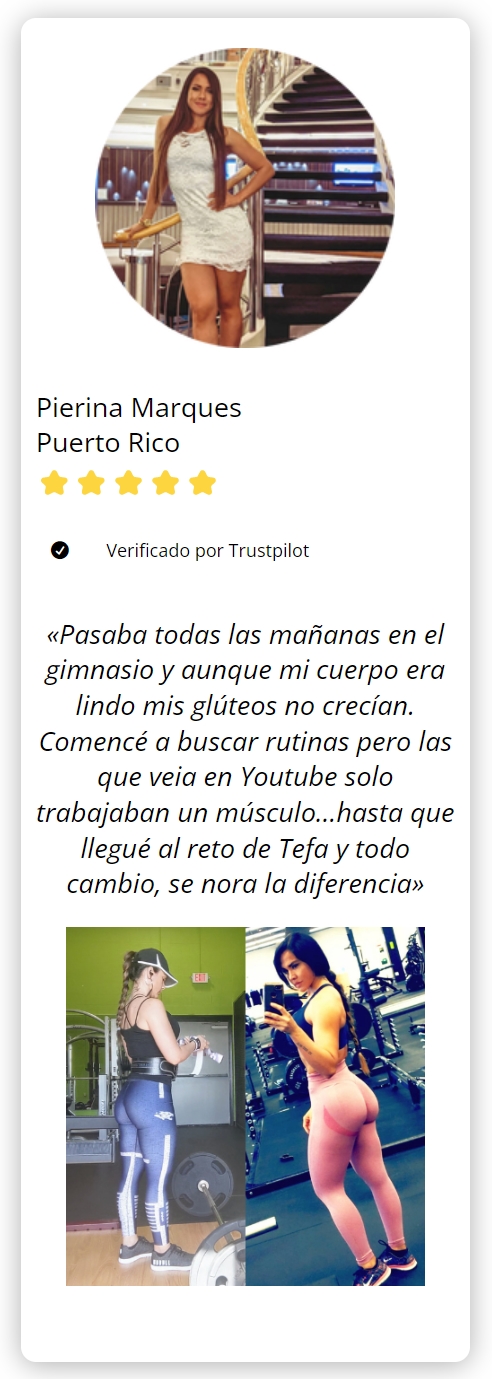 Pierina Marques
Puerto Rico
Verificado por Trustpilot
«Pasaba todas las mañanas en el
gimnasio y aunque mi cuerpo era
lindo mis glúteos no crecían.
Comencé a buscar rutinas pero las
que veia en Youtube solo
trabajaban un músculo...hasta que
llegué al reto de Tefa y todo
cambio, se nora la diferencia»
EXIT